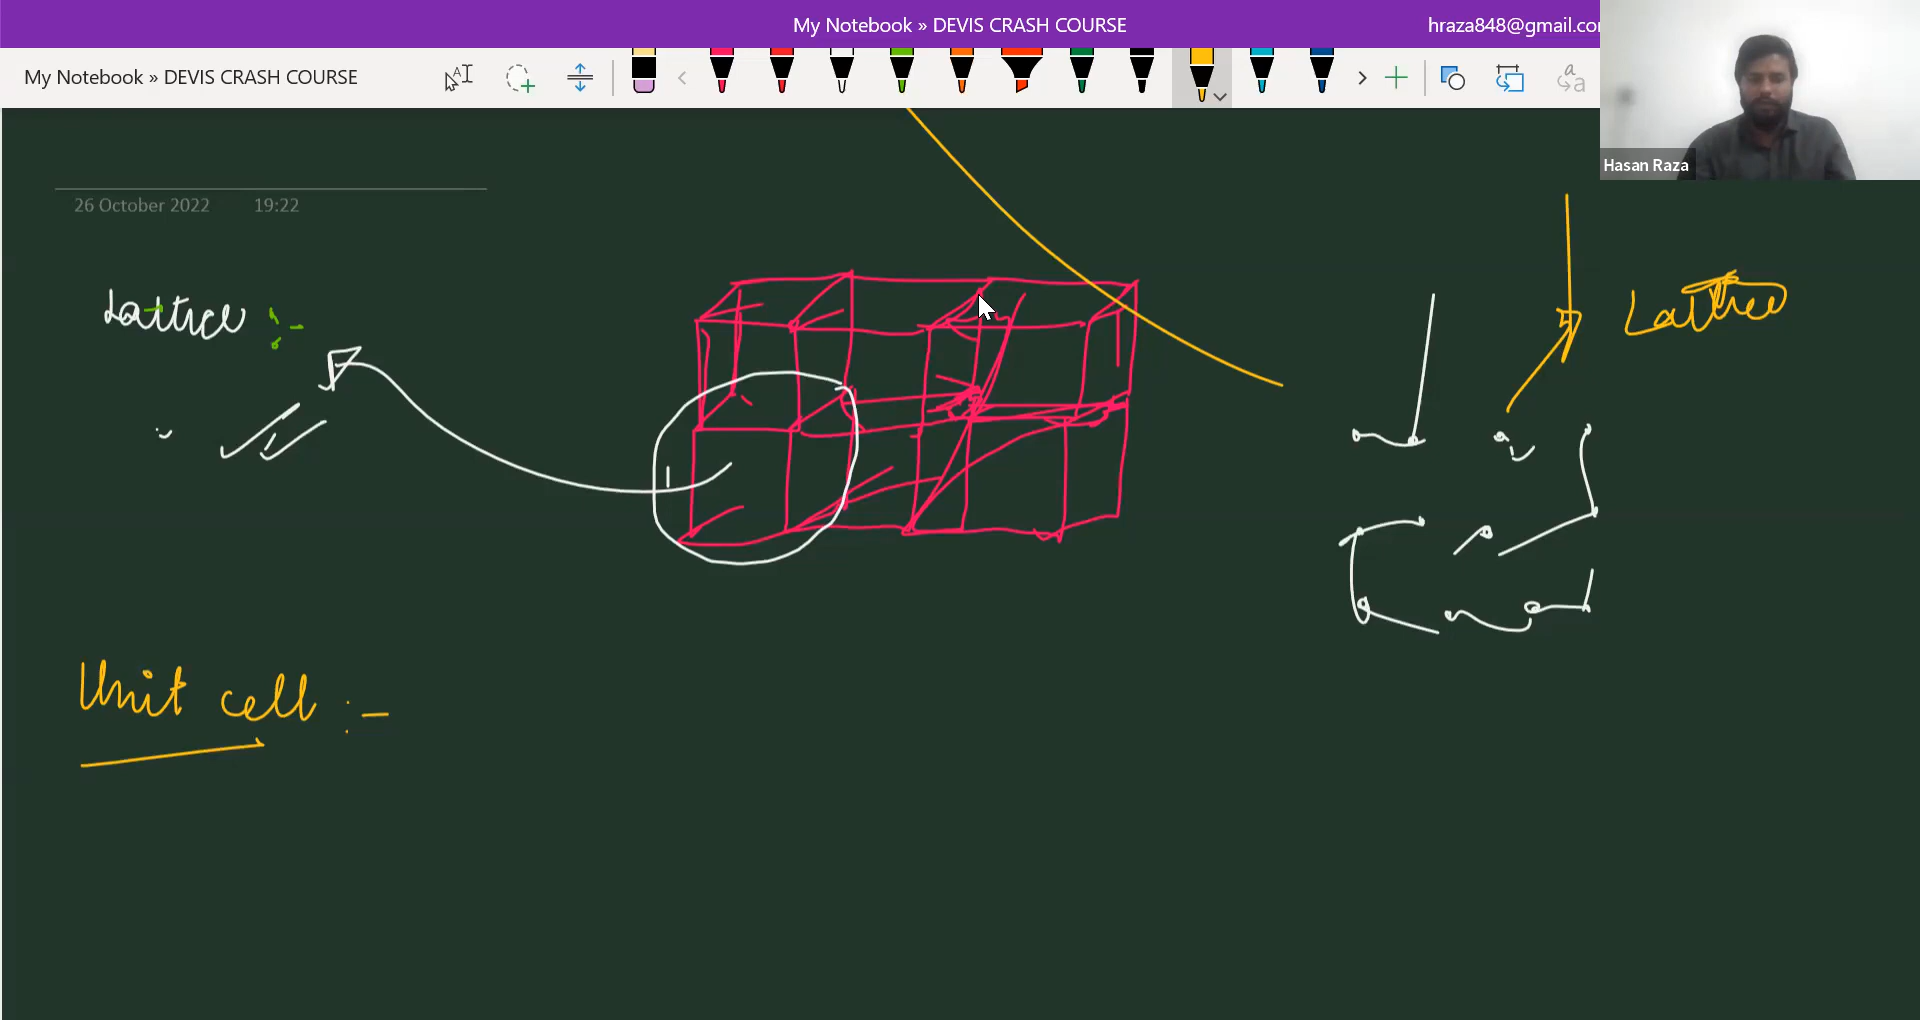 My Notebook » DEVIS CRASH COURSE
hraza848@gmail.co
My Notebook » DEVIS CRASH COURSE
Hasan Raza
26 October 2022 19:22
Lattice :-
Lattice
Unit cell :-